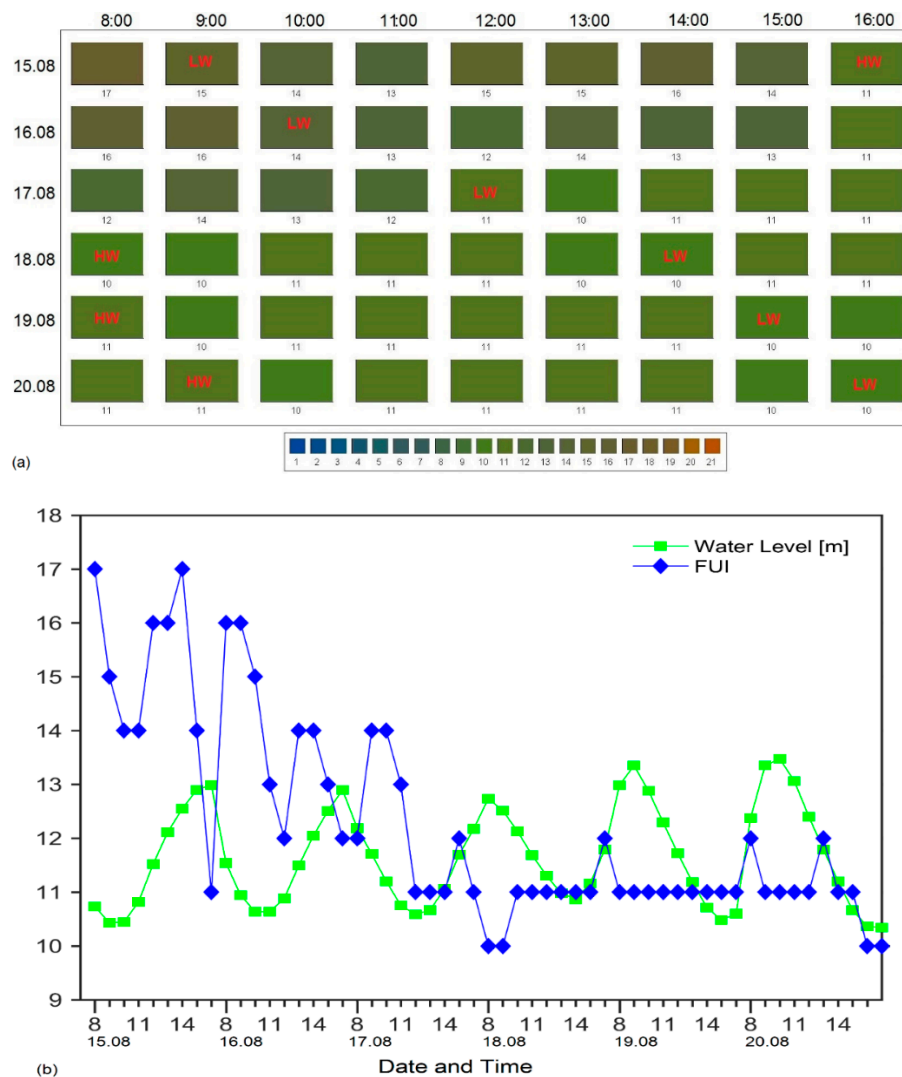 8:00 9:00 10:00 11:00 12:00 13:00 14:00 15:00 16:00
15.08 LW HW
17 15 14 13 15 15 16 14 11
16.08 LW
16 16 14 13 12 14 13 13 11
17.08 LW
12 14 13 12 11 10 11 11 11
18.08 HW LW
10 10 11 11 11 10 10 11 11
19.08 HW LW
11 10 11 11 11 11 11 10 10
20.08 HW LW
11 11 10 11 11 11 11 10 10
(a)
1 2 3 4 5 6 7 8 9 10 11 12 13 14 15 16 17 18 19 20 21
18
17
16
15
14
13
12
11
10
9
Water Level [m]
FUI
8 11 14 8 11 14 8 11 14 8 11 14 8 11 14 8 11 14
15.08 16.08 17.08 18.08 19.08 20.08
(b) Date and Time